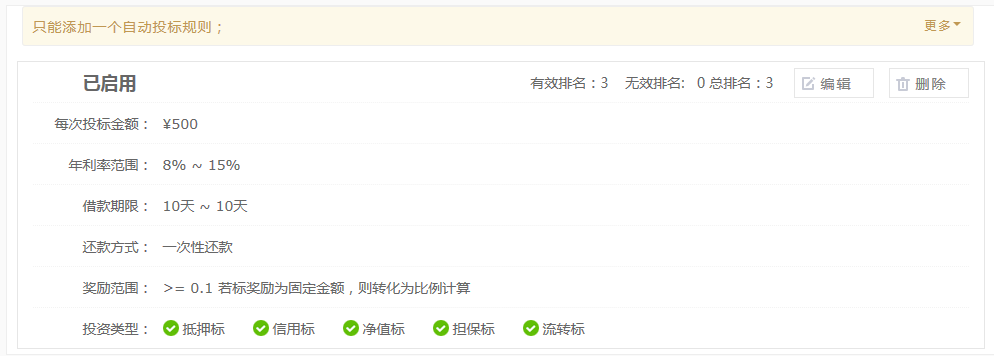 只能添加一个自动投标规则；
更多
已启用 有效排名：3 无效排名: 0 总排名：3 编辑 删除
每次投标金额： ¥500
年利率范围： 8% ~ 15%
借款期限： 10天 ~ 10天
还款方式： 一次性还款
奖励范围： >= 0.1 若标奖励为固定金额，则转化为比例计算
投资类型： 抵押标 信用标 净值标 担保标 流转标